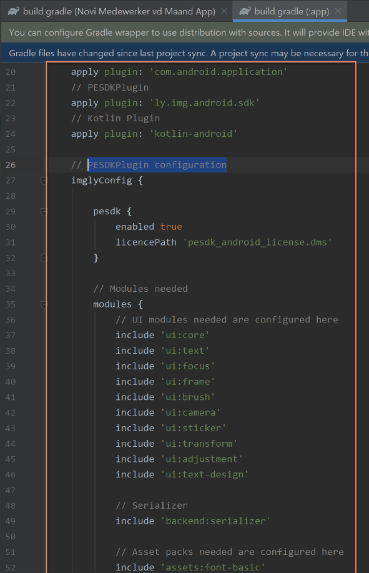 build.gradle (Novi Medewerker vd Maand App) × build.gradle (:app) ×
You can configure Gradle wrapper to use distribution with sources. It will provide IDE wit
Gradle files have changed since last project sync. A project sync may be necessary for th
20 apply plugin: 'com.android.application'
21 // PESDKPlugin
22 apply plugin: 'ly.img.android.sdk'
23 // Kotlin Plugin
24 apply plugin: 'kotlin-android'
25
26 // PESDKPlugin configuration
27 imglyConfig {
28
29 pesdk {
30 enabled true
31 licencePath 'pesdk_android_license.dms'
32 }
33
34 // Modules needed
35 modules {
36 // UI modules needed are configured here
37 include 'ui:core'
38 include 'ui:text'
39 include 'ui:focus'
40 include 'ui:frame'
41 include 'ui:brush'
42 include 'ui:camera'
43 include 'ui:sticker'
44 include 'ui:transform'
45 include 'ui:adjustment'
46 include 'ui:text-design'
47
48 // Serializer
49 include 'backend:serializer'
50
51 // Asset packs needed are configured here
52 include 'assets:font-basic'